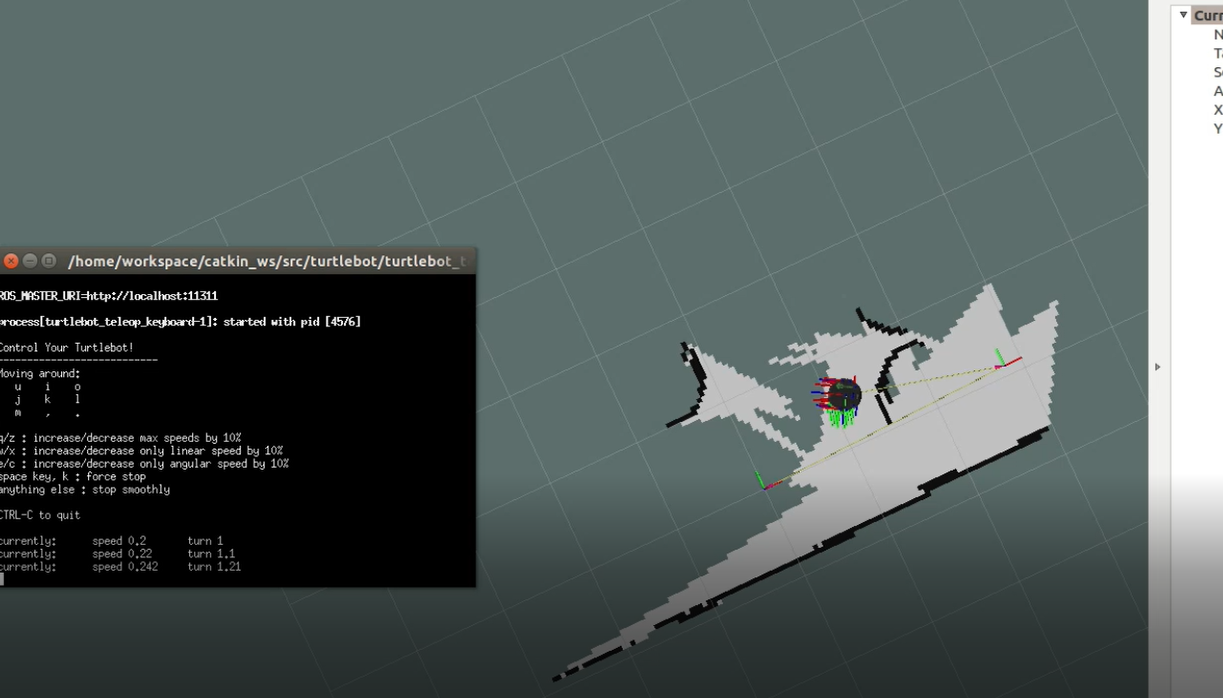 /home/workspace/catkin_ws/src/turtlebot/turtlebot_t
ROS_MASTER_URI=http://localhost:11311
process[turtlebot_teleop_keyboard-1]: started with pid [4576]
Control Your Turtlebot!
---------------------------
Moving around:
u i o
j k l
m , .
q/z : increase/decrease max speeds by 10%
w/x : increase/decrease only linear speed by 10%
e/c : increase/decrease only angular speed by 10%
space key, k : force stop
anything else : stop smoothly
CTRL-C to quit
currently: speed 0.2 turn 1
currently: speed 0.22 turn 1.1
currently: speed 0.242 turn 1.21
Curr
N
Ta
Se
A
X
Y